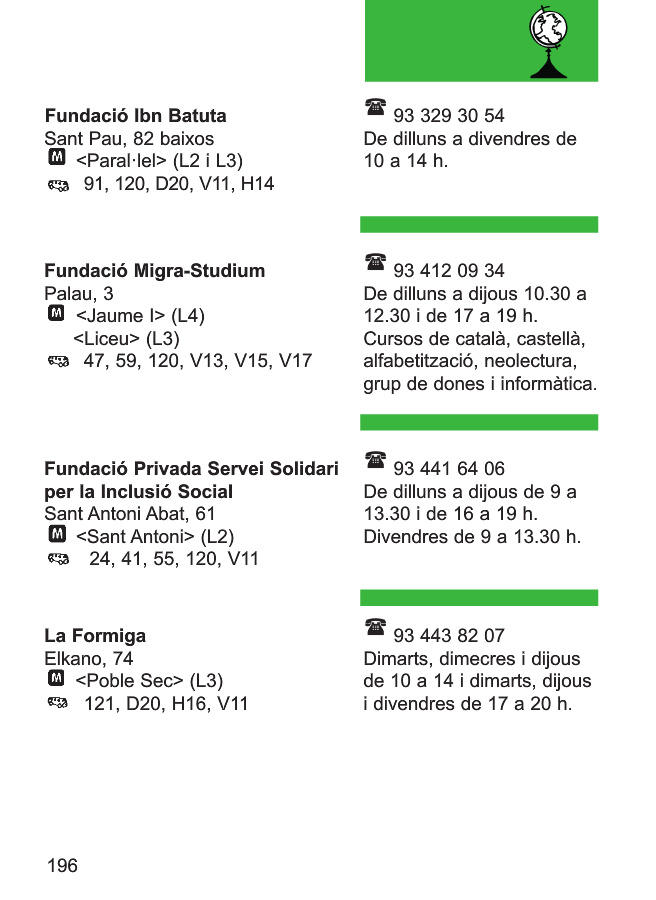 Fundació Ibn Batuta
Sant Pau, 82 baixos
M <Paral·lel> (L2 i L3)
91, 120, D20, V11, H14
93 329 30 54
De dilluns a divendres de
10 a 14 h.
Fundació Migra-Studium
Palau, 3
M <Jaume I> (L4)
<Liceu> (L3)
47, 59, 120, V13, V15, V17
93 412 09 34
De dilluns a dijous 10.30 a
12.30 i de 17 a 19 h.
Cursos de català, castellà,
alfabetització, neolectura,
grup de dones i informàtica.
Fundació Privada Servei Solidari
per la Inclusió Social
Sant Antoni Abat, 61
M <Sant Antoni> (L2)
24, 41, 55, 120, V11
93 441 64 06
De dilluns a dijous de 9 a
13.30 i de 16 a 19 h.
Divendres de 9 a 13.30 h.
La Formiga
Elkano, 74
M <Poble Sec> (L3)
121, D20, H16, V11
93 443 82 07
Dimarts, dimecres i dijous
de 10 a 14 i dimarts, dijous
i divendres de 17 a 20 h.
196